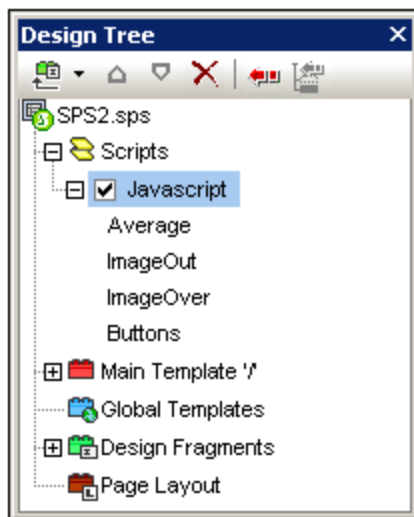 Design Tree
SPS2.sps
Scripts
Javascript
Average
ImageOut
ImageOver
Buttons
Main Template '/'
Global Templates
Design Fragments
Page Layout